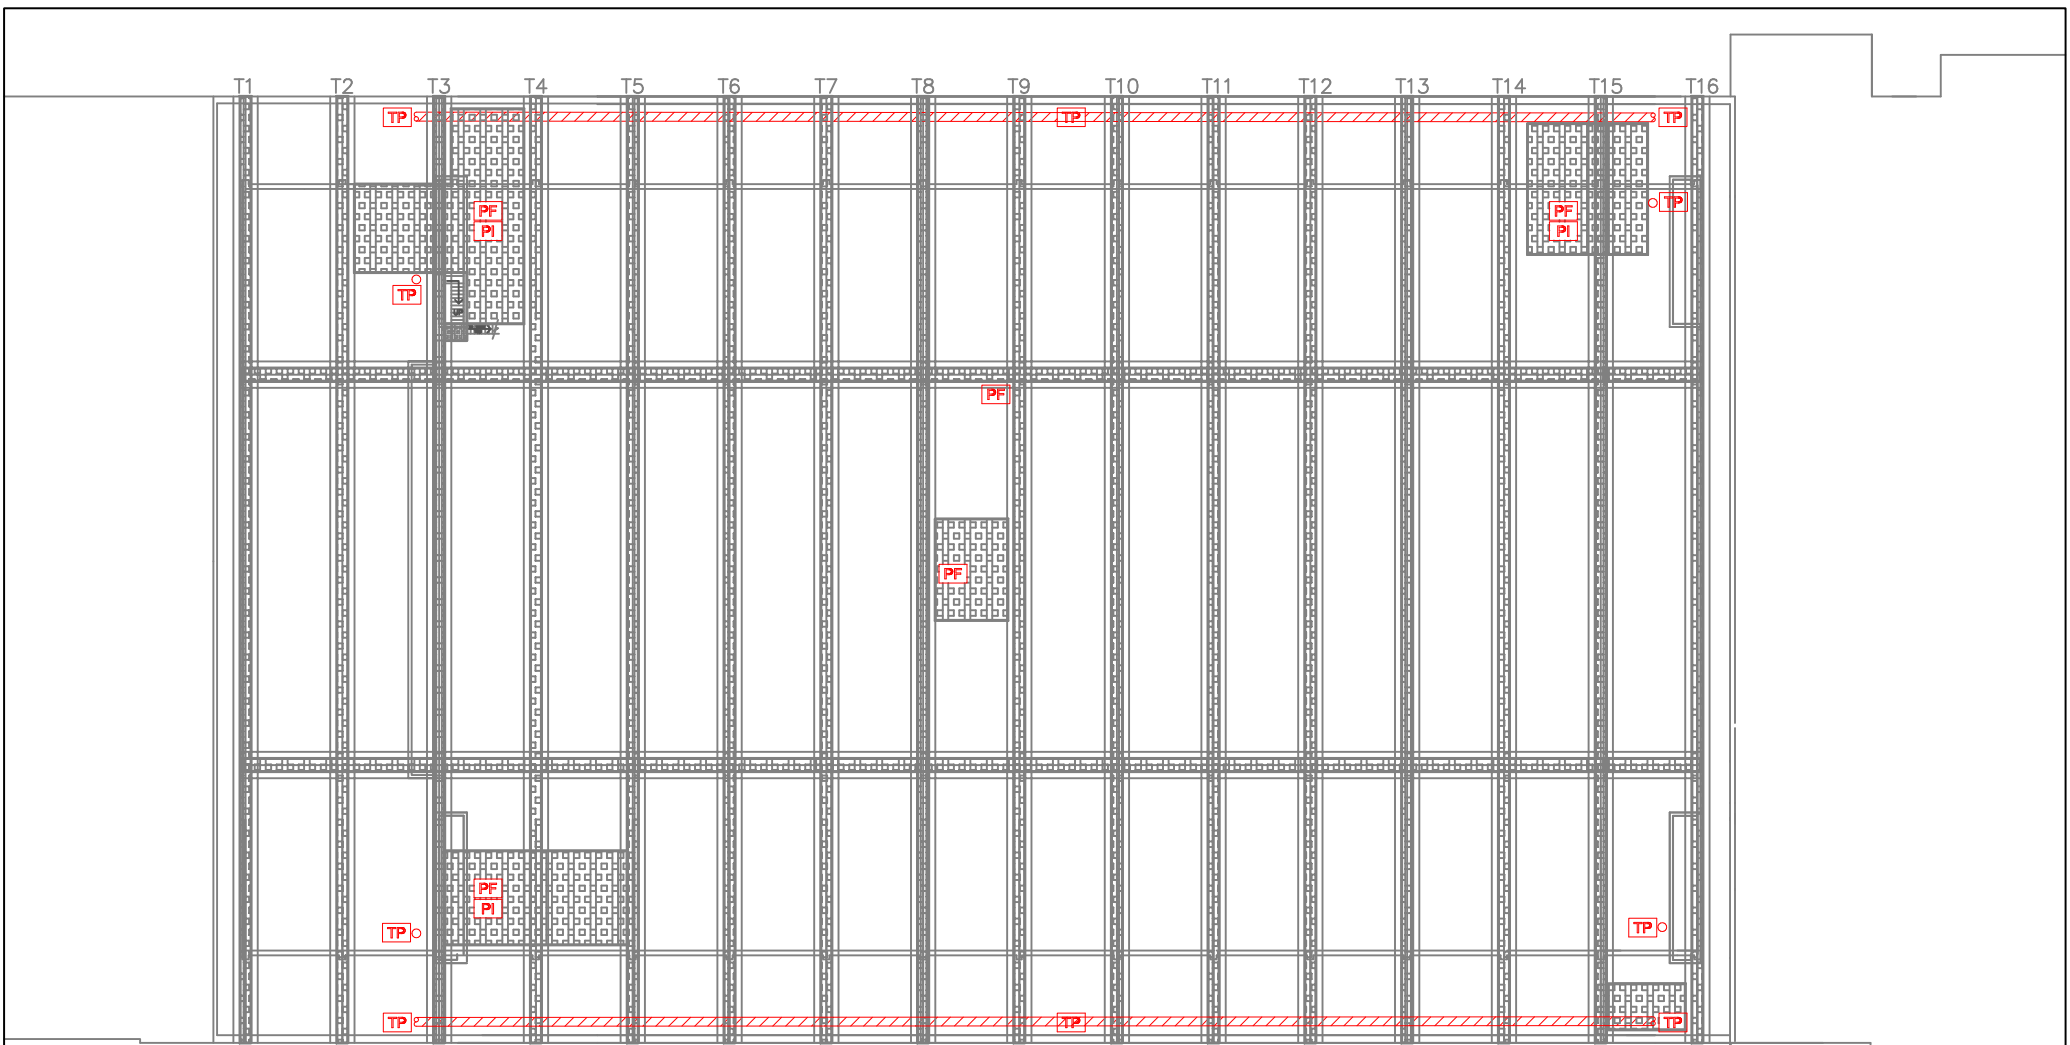 T1 T2 T3 T4 T5 T6 T7 T8 T9 T10 T11 T12 T13 T14 T15 T16
TP TP TP
TP
PF PF
PI PI
TP
PF
PF
PF
PI
TP TP
TP TP TP